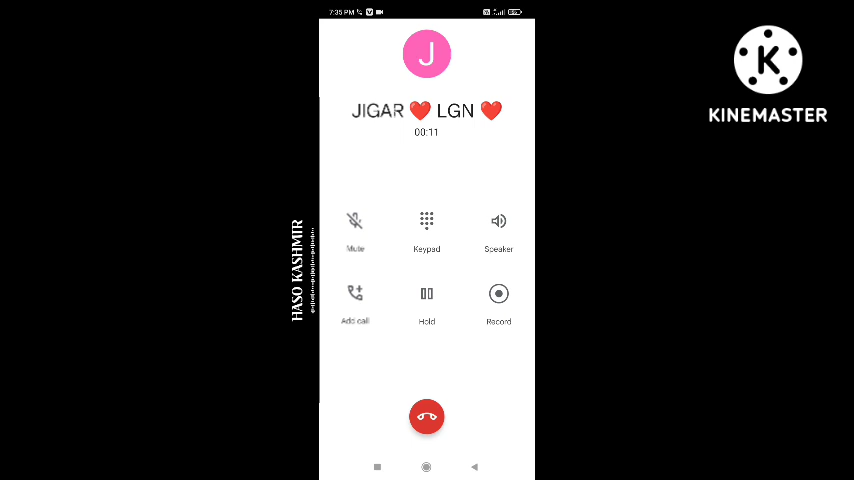 7:35 PM
J
JIGAR ❤️ LGN ❤️
00:11
Mute
Keypad
Speaker
Add call
Hold
Record
HASO KASHMIR
K
KINEMASTER